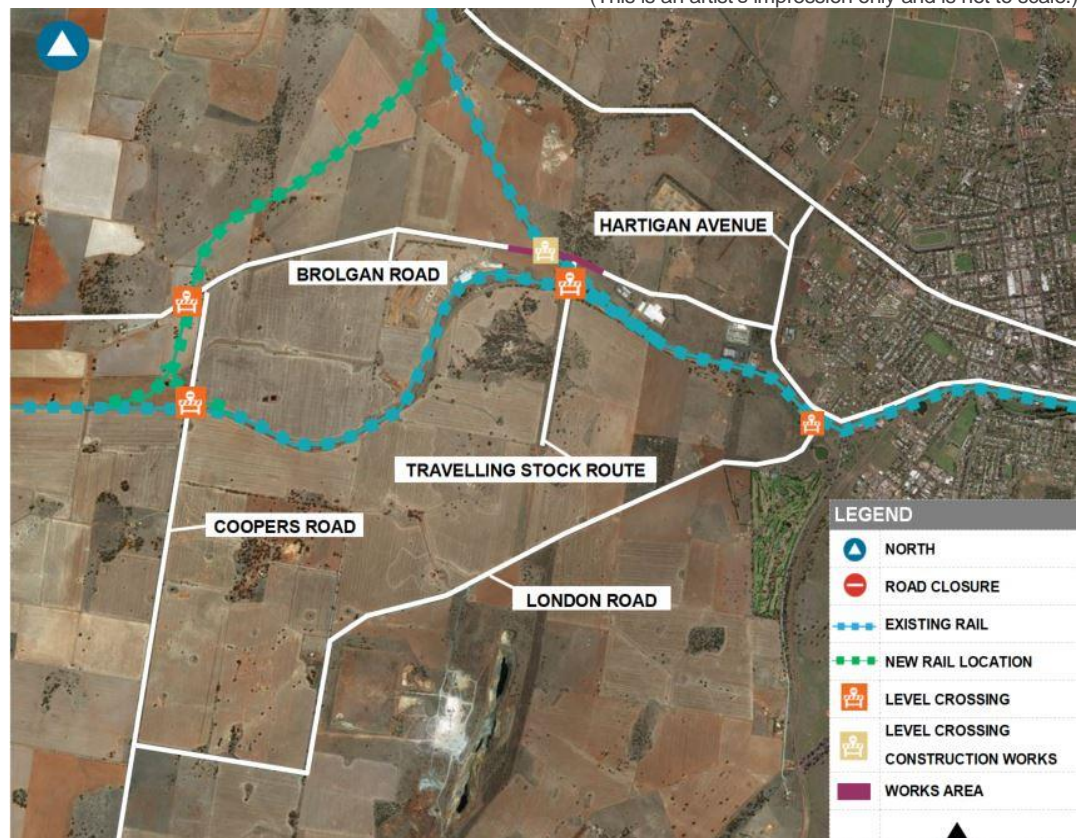 (This is an artist's impression only and is not to scale.)
HARTIGAN AVENUE
BROLGAN ROAD
TRAVELLING STOCK ROUTE
COOPERS ROAD
LONDON ROAD
LEGEND
NORTH
ROAD CLOSURE
EXISTING RAIL
NEW RAIL LOCATION
LEVEL CROSSING
LEVEL CROSSING
CONSTRUCTION WORKS
WORKS AREA